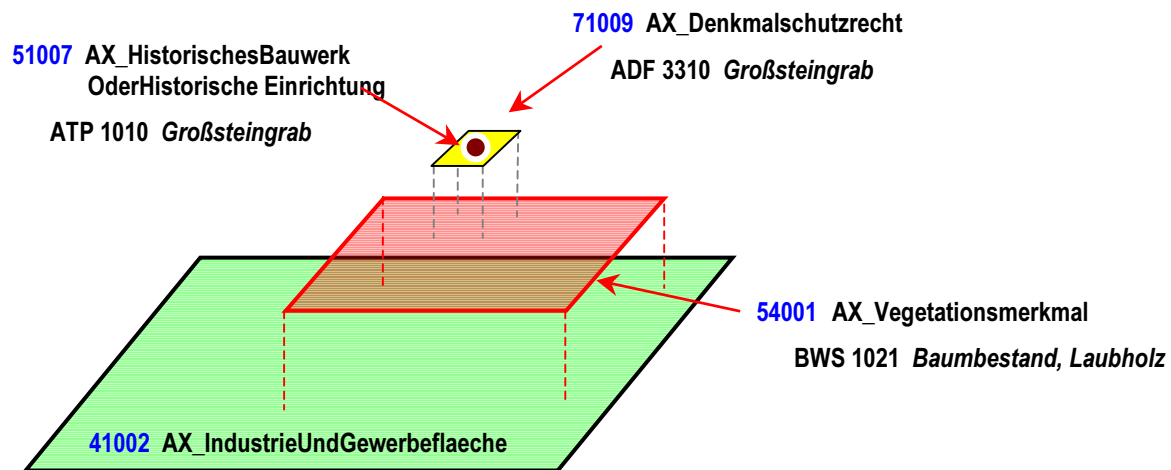 71009 AX_Denkmalschutzrecht
ADF 3310 Großsteingrab
51007 AX_HistorischesBauwerk
OderHistorische Einrichtung
ATP 1010 Großsteingrab
54001 AX_Vegetationsmerkmal
BWS 1021 Baumbestand, Laubholz
41002 AX_IndustrieUndGewerbeflaeche